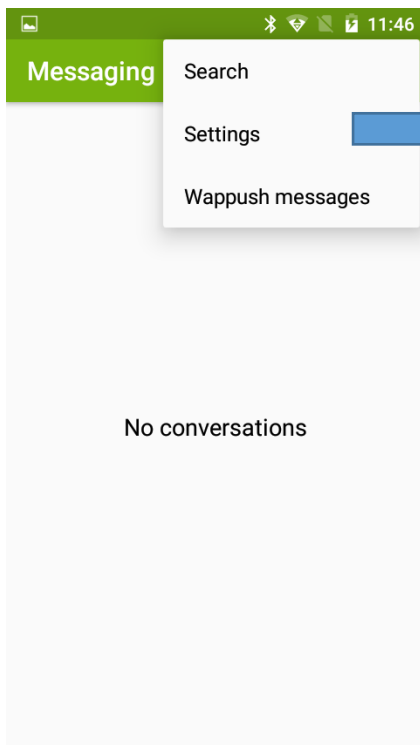 11:46
Messaging
Search
Settings
Wappush messages
No conversations